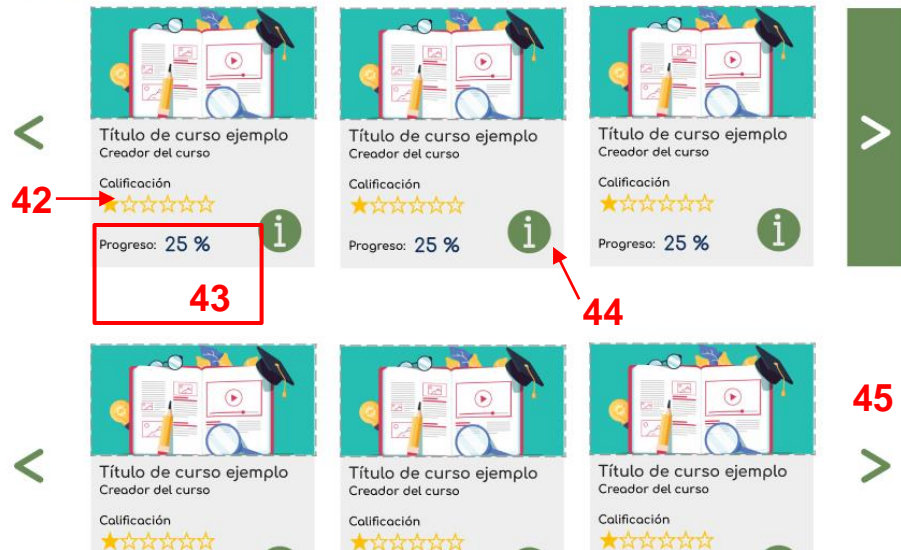 <
Título de curso ejemplo
Creador del curso
Calificación
42
Progreso: 25 %
i
43
Título de curso ejemplo
Creador del curso
Calificación
Progreso: 25 %
i
44
Título de curso ejemplo
Creador del curso
Calificación
Progreso: 25 %
i
>
<
Título de curso ejemplo
Creador del curso
Calificación
Título de curso ejemplo
Creador del curso
Calificación
Título de curso ejemplo
Creador del curso
Calificación
45
>